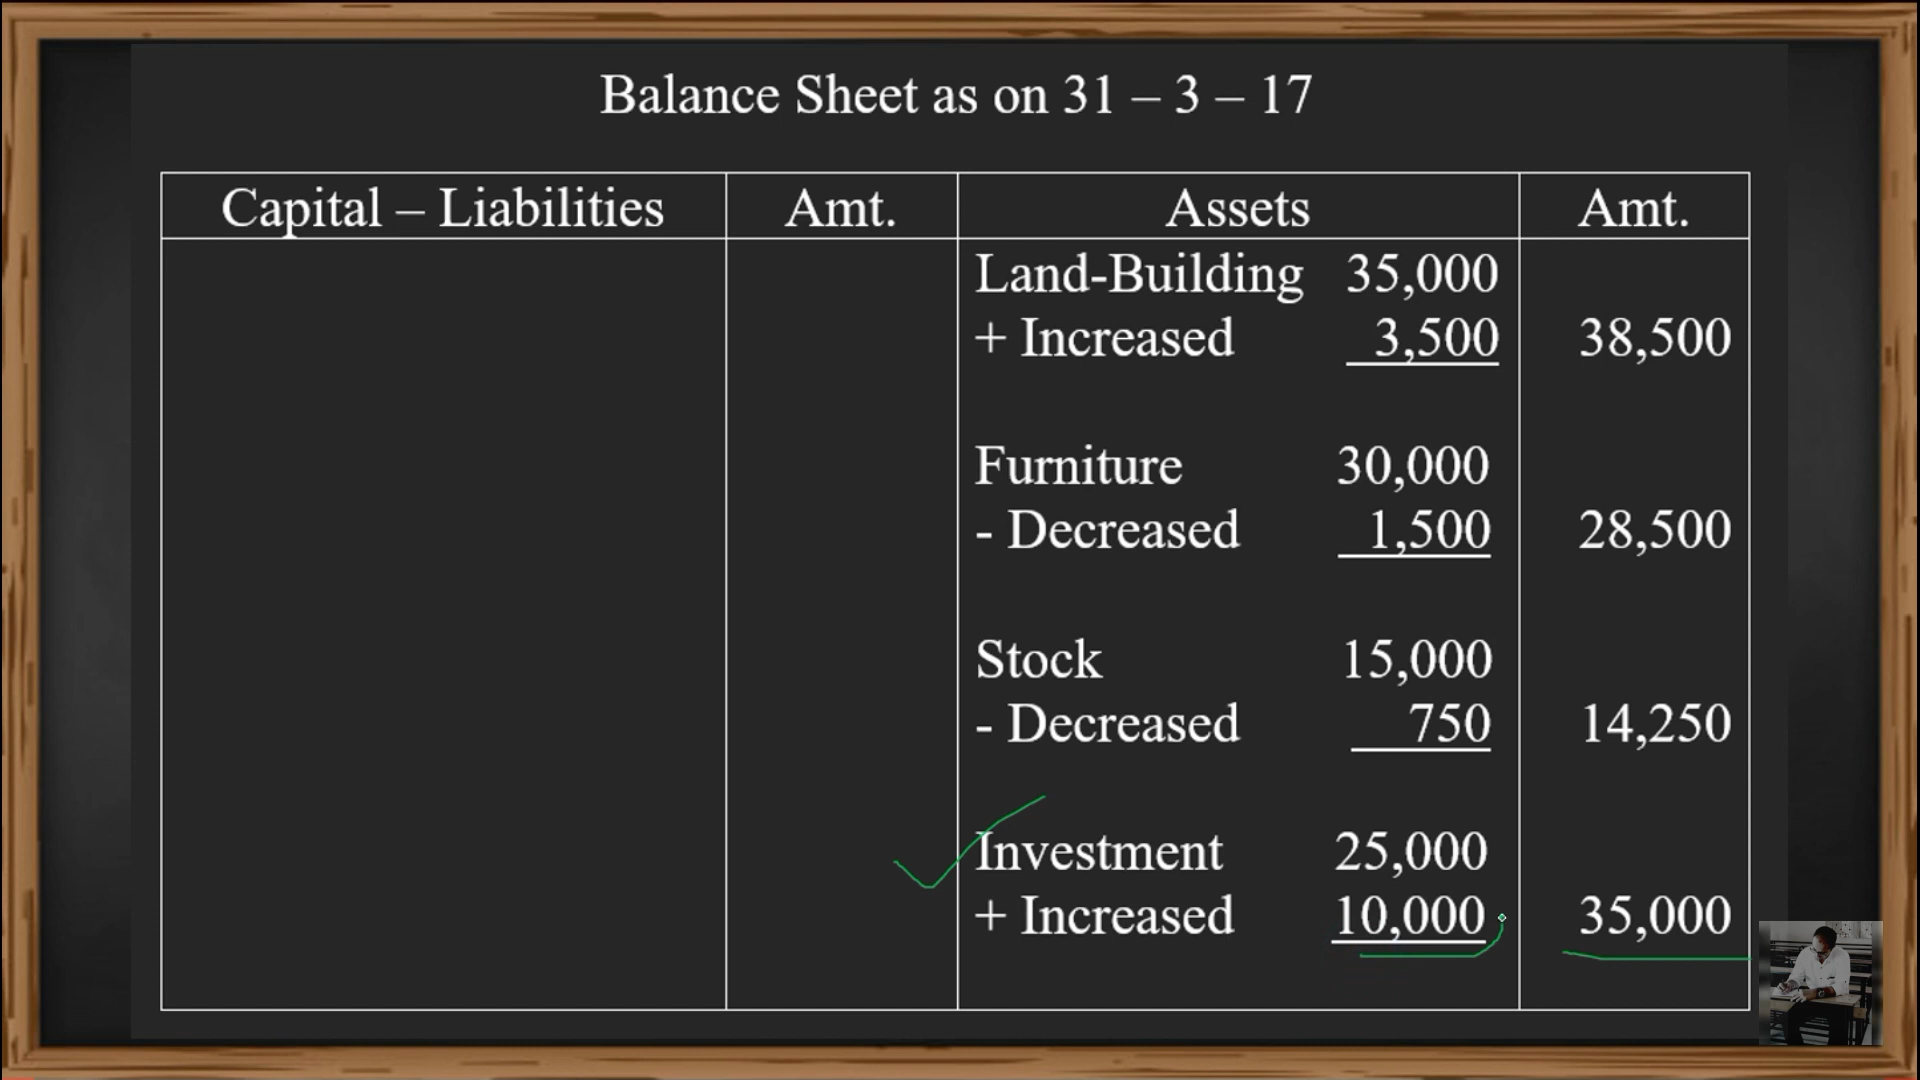 Balance Sheet as on 31 – 3 – 17
Capital – Liabilities Amt. Assets Amt.
Land-Building 35,000
+ Increased 3,500 38,500
Furniture 30,000
- Decreased 1,500 28,500
Stock 15,000
- Decreased 750 14,250
Investment 25,000
+ Increased 10,000 35,000